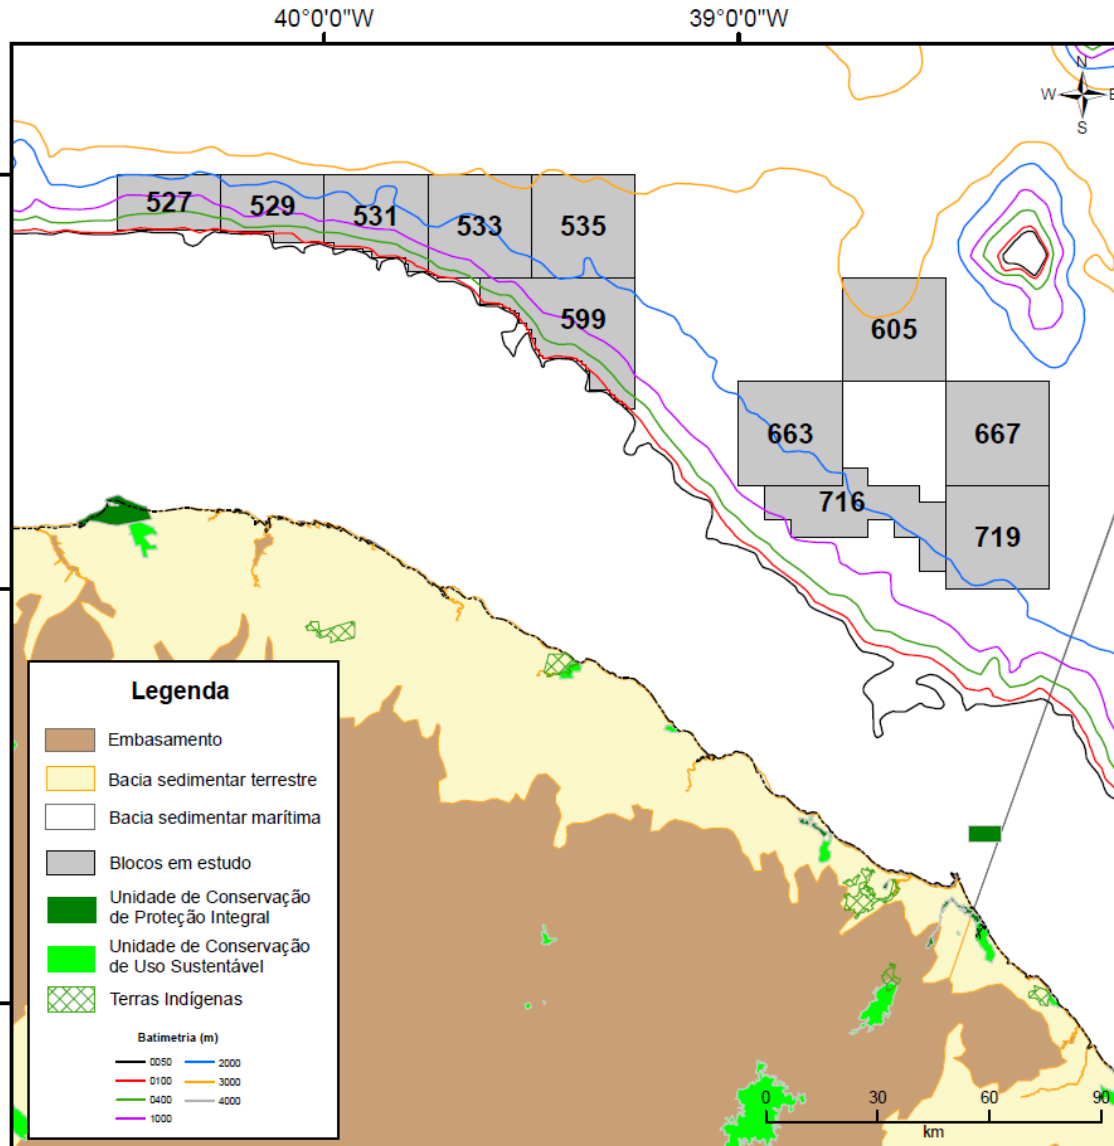 40°0'0"W 39°0'0"W
N
W E
S
527 529 531 533 535
599
605
663 667
716
719
Legenda
Embasamento
Bacia sedimentar terrestre
Bacia sedimentar marítima
Blocos em estudo
Unidade de Conservação
de Proteção Integral
Unidade de Conservação
de Uso Sustentável
Terras Indígenas
Batimetria (m)
0050 2000
0100 3000
0400 4000
1000
0 30 60 90
km